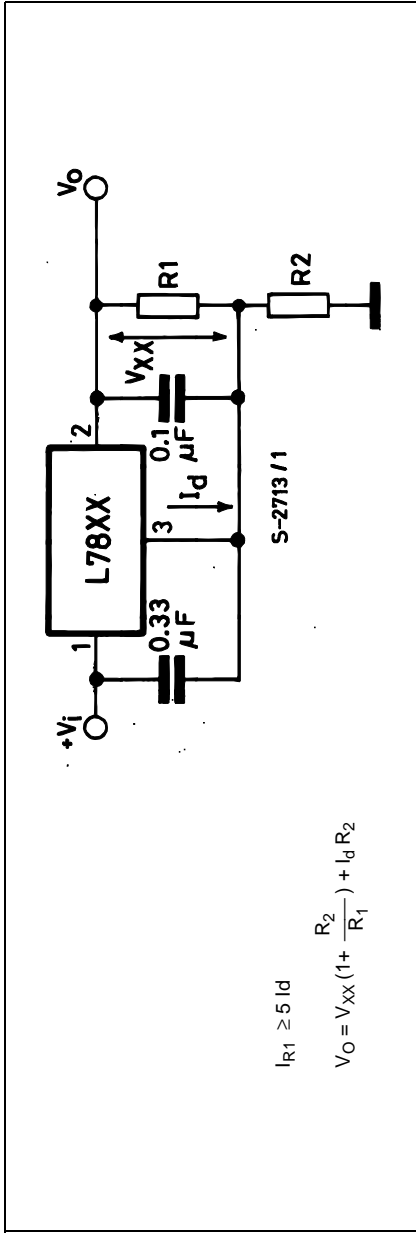 +Vi
1
L78XX
2
Vo
0.33
µF
3
Id
0.1
µF
VXX
R1
R2
S-2713/1
IR1 ≥ 5 Id
VO = VXX (1+ R2 / R1 ) + Id R2